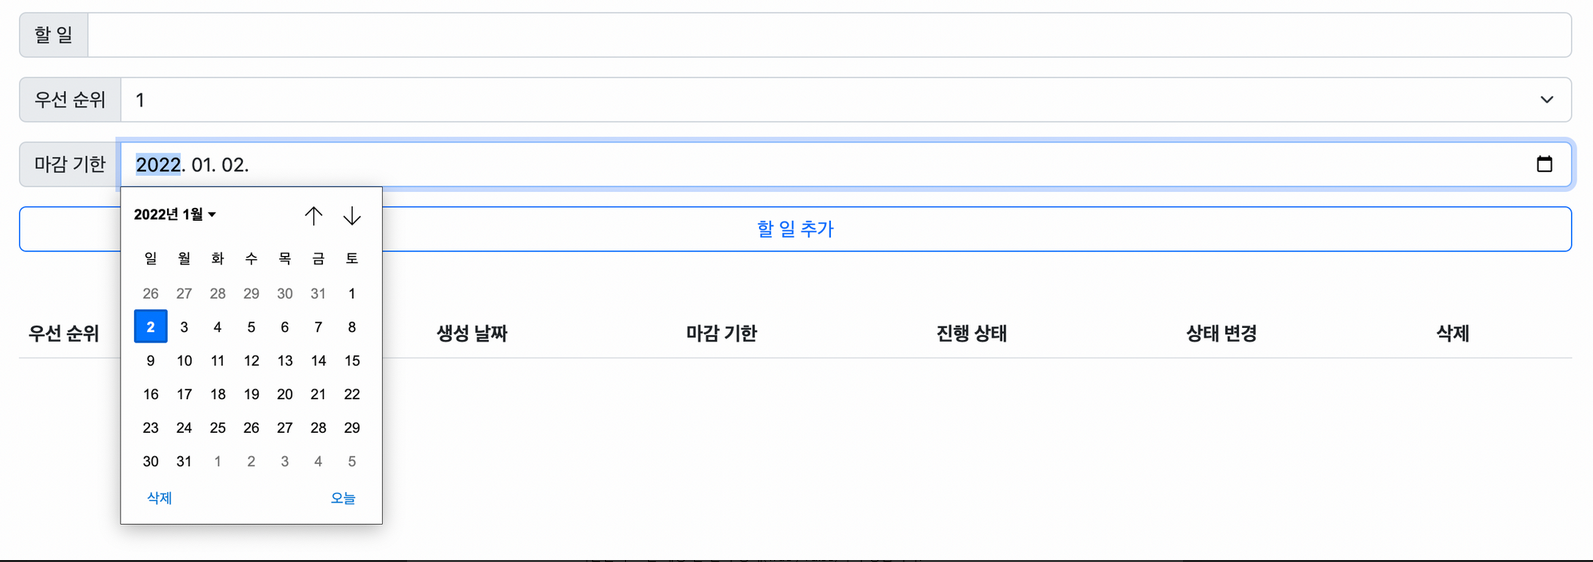 할 일
우선 순위 1
마감 기한 2022. 01. 02.
할 일 추가
2022년 1월
일 월 화 수 목 금 토
26 27 28 29 30 31 1
2 3 4 5 6 7 8
9 10 11 12 13 14 15
16 17 18 19 20 21 22
23 24 25 26 27 28 29
30 31 1 2 3 4 5
삭제 오늘
우선 순위 생성 날짜 마감 기한 진행 상태 상태 변경 삭제